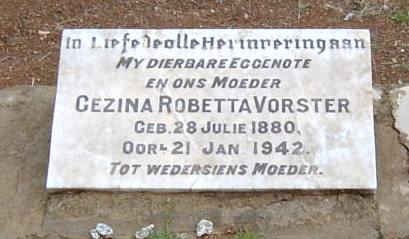 In Liefdevolle Herinnering aan
My dierbare Eggenote
en ons Moeder
Gezina Robetta Vorster
Geb. 28 Julie 1880.
Oorl. 21 Jan 1942.
Tot wedersiens Moeder.